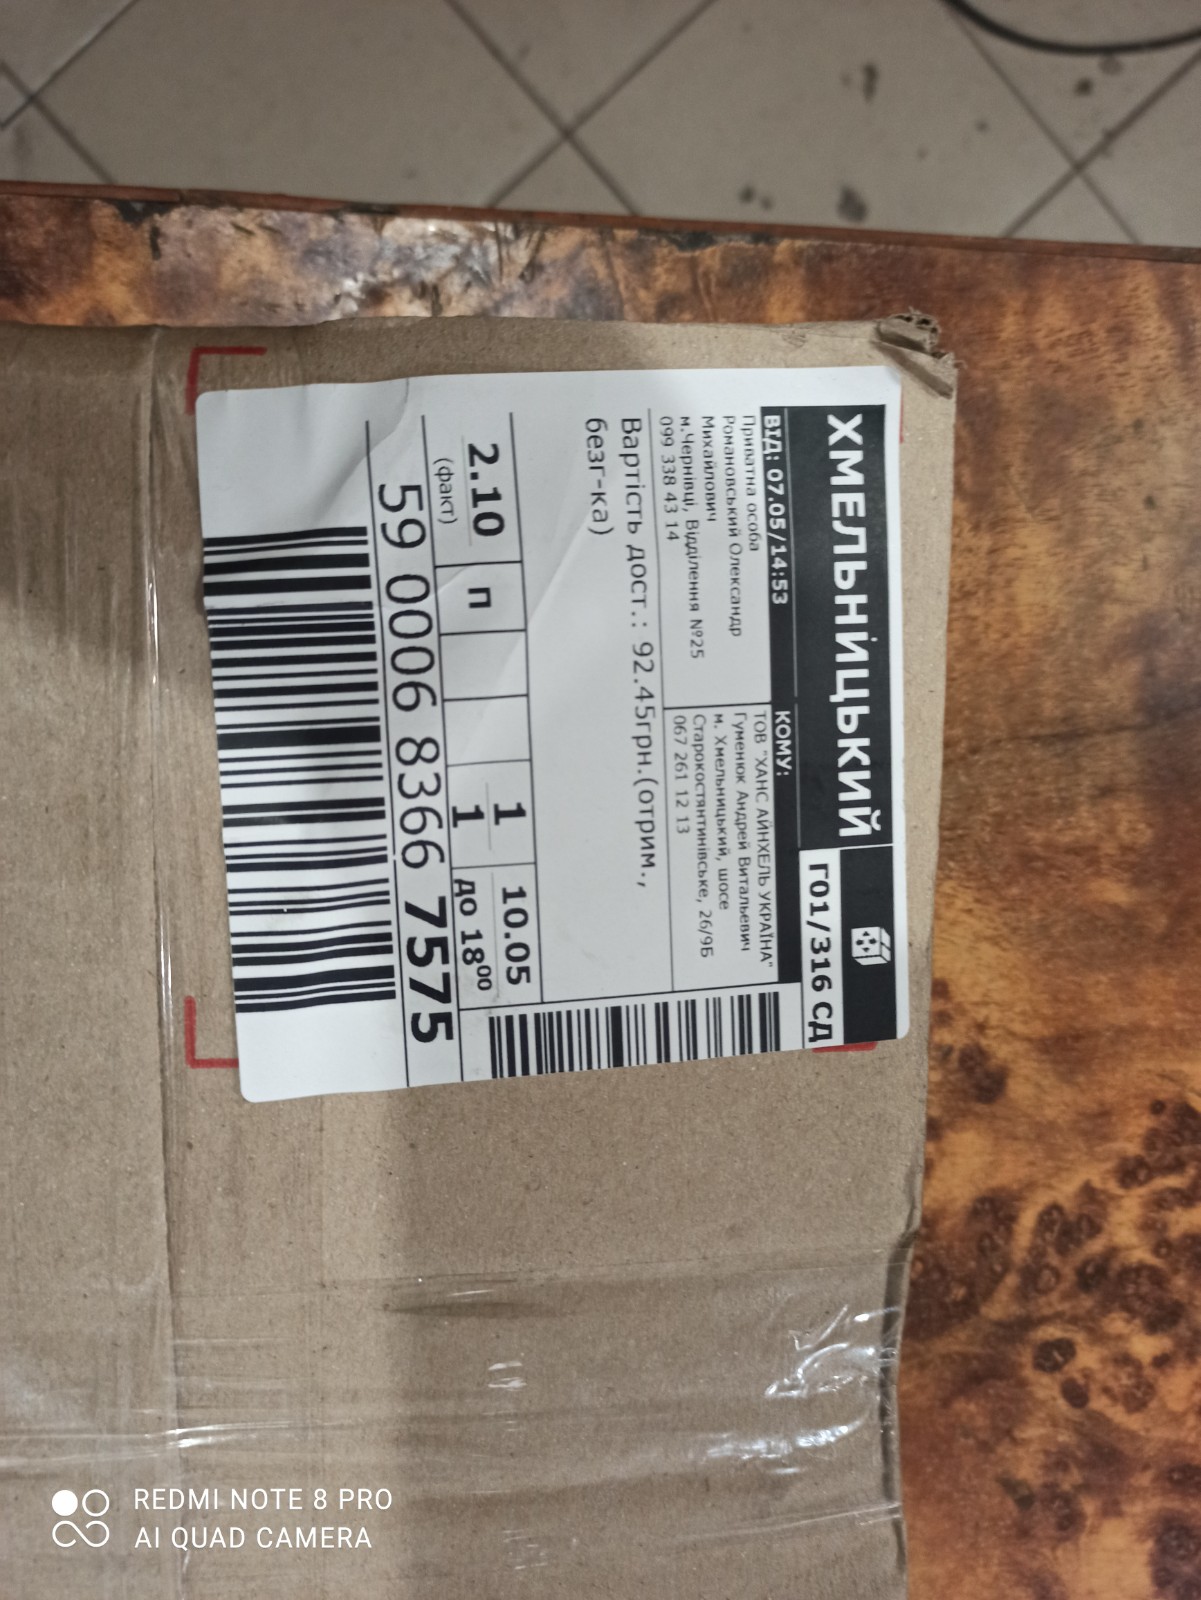 ХМЕЛЬНИЦЬКИЙ
Г01/316 СД
ВІД: 07.05/14:53
Приватна особа
Романовський Олександр
Михайлович
м.Чернівці, Відділення №25
099 338 43 14
КОМУ:
ТОВ "ХАНС АЙНХЕЛЬ УКРАЇНА"
Гуменюк Андрей Витальевич
м. Хмельницький, шосе
Старокостянтинівське, 26/9Б
067 261 12 13
Вартість дост.: 92.45грн.(отрим.,
безг-ка)
2.10
(факт)
П
1
1
10.05
до 18⁰⁰
59 0006 8366 7575
REDMI NOTE 8 PRO
AI QUAD CAMERA